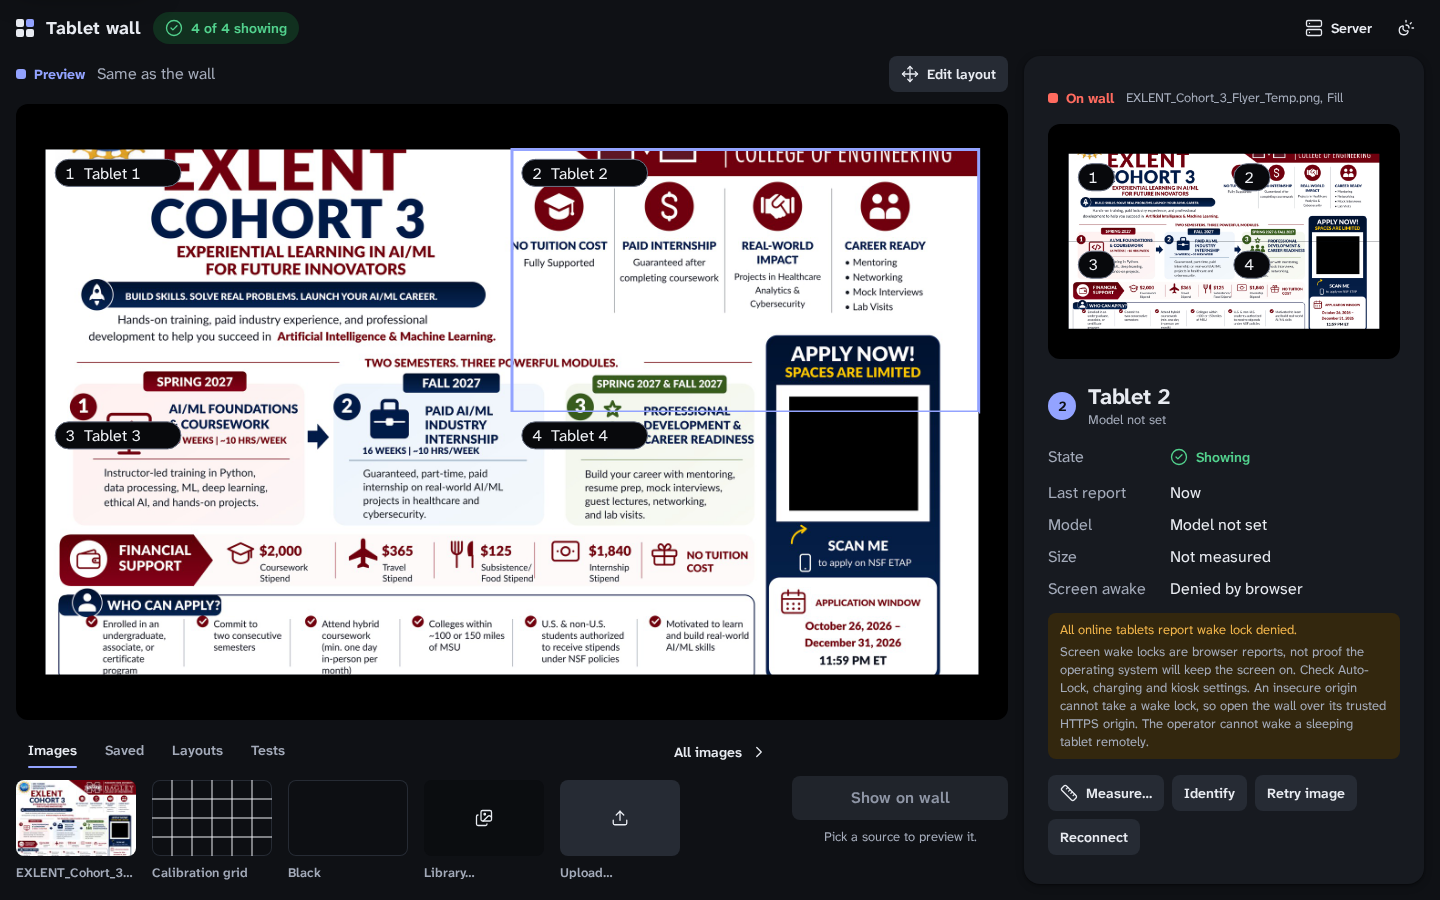 Tablet wall
4 of 4 showing
Server
Preview
Same as the wall
Edit layout
1 Tablet 1
EXLENT
COHORT 3
EXPERIENTIAL LEARNING IN AI/ML
FOR FUTURE INNOVATORS
BUILD SKILLS. SOLVE REAL PROBLEMS. LAUNCH YOUR AI/ML CAREER.
Hands-on training, paid industry experience, and professional
development to help you succeed in Artificial Intelligence & Machine Learning.
2 Tablet 2
COLLEGE OF ENGINEERING
NO TUITION COST
Fully Supported
PAID INTERNSHIP
Guaranteed after
completing coursework
REAL-WORLD
IMPACT
Projects in Healthcare
Analytics &
Cybersecurity
CAREER READY
• Mentoring
• Networking
• Mock Interviews
• Lab Visits
TWO SEMESTERS. THREE POWERFUL MODULES.
SPRING 2027
1
AI/ML FOUNDATIONS
& COURSEWORK
WEEKS | ~10 HRS/WEEK
3 Tablet 3
Instructor-led training in Python,
data processing, ML, deep learning,
ethical AI, and hands-on projects.
FALL 2027
2
PAID AI/ML
INDUSTRY
INTERNSHIP
16 WEEKS | ~10 HRS/WEEK
Guaranteed, part-time, paid
internship on real-world AI/ML
projects in healthcare and
cybersecurity.
SPRING 2027 & FALL 2027
3
PROFESSIONAL
DEVELOPMENT &
CAREER READINESS
4 Tablet 4
Build your career with mentoring,
resume prep, mock interviews,
guest lectures, networking,
and lab visits.
APPLY NOW!
SPACES ARE LIMITED
SCAN ME
to apply on NSF ETAP
APPLICATION WINDOW
October 26, 2026 –
December 31, 2026
11:59 PM ET
FINANCIAL
SUPPORT
$2,000
Coursework
Stipend
$365
Travel
Stipend
$125
Subsistence/
Food Stipend
$1,840
Internship
Stipend
NO TUITION
COST
WHO CAN APPLY?
Enrolled in an
undergraduate,
associate, or
certificate
program
Commit to
two consecutive
semesters
Attend hybrid
coursework
(min. one day
in-person per
month)
Colleges within
~100 or 150 miles
of MSU
U.S. & non-U.S.
students authorized
to receive stipends
under NSF policies
Motivated to learn
and build real-world
AI/ML skills
Images
Saved
Layouts
Tests
All images
EXLENT_Cohort_3...
Calibration grid
Black
Library...
Upload...
Show on wall
Pick a source to preview it.
On wall
EXLENT_Cohort_3_Flyer_Temp.png, Fill
1
2
3
4
2
Tablet 2
Model not set
State
Showing
Last report
Now
Model
Model not set
Size
Not measured
Screen awake
Denied by browser
All online tablets report wake lock denied.
Screen wake locks are browser reports, not proof the
operating system will keep the screen on. Check Auto-
Lock, charging and kiosk settings. An insecure origin
cannot take a wake lock, so open the wall over its trusted
HTTPS origin. The operator cannot wake a sleeping
tablet remotely.
Measure...
Identify
Retry image
Reconnect